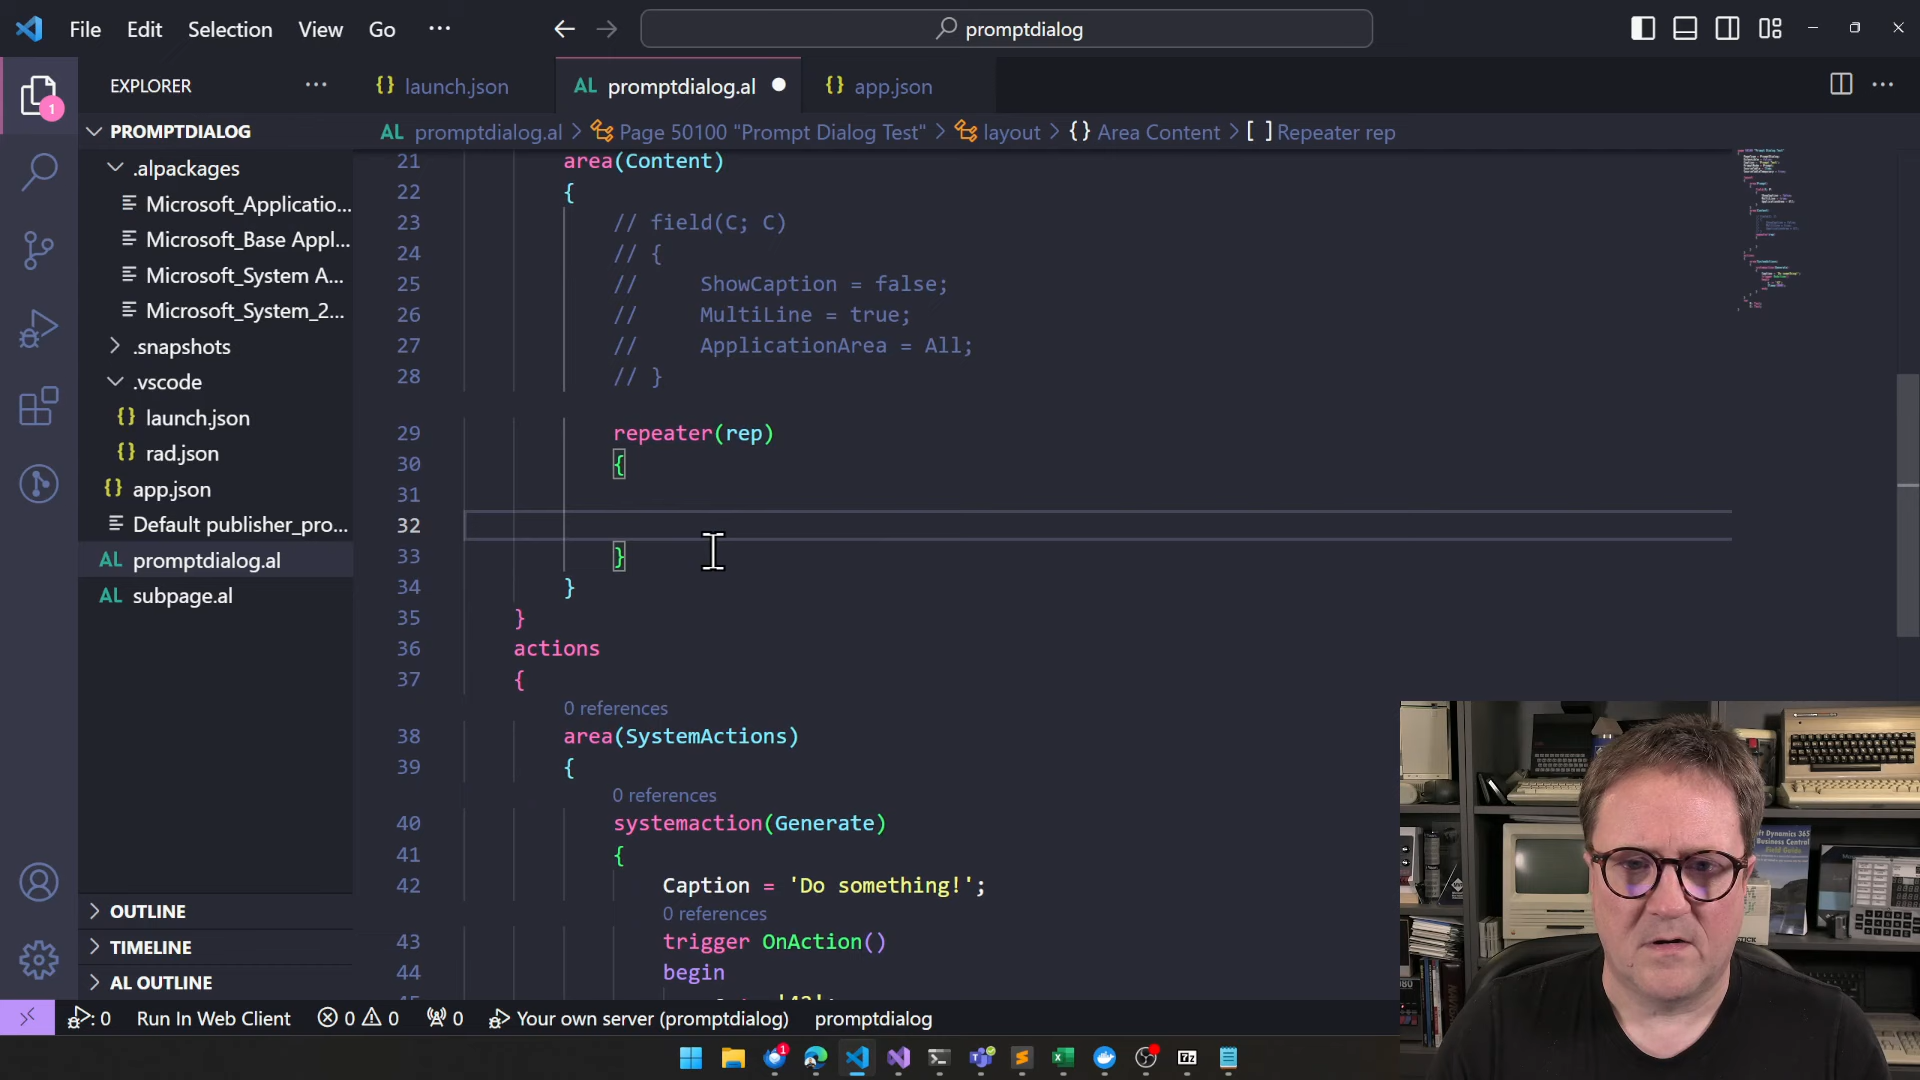 File Edit Selection View Go ··· promptdialog
EXPLORER ···
launch.json
promptdialog.al
app.json
PROMPTDIALOG
promptdialog.al > Page 50100 "Prompt Dialog Test" > layout > {} Area Content > [ ] Repeater rep
.alpackages
Microsoft_Applicatio...
Microsoft_Base Appl...
Microsoft_System A...
Microsoft_System_2...
.snapshots
.vscode
launch.json
rad.json
app.json
Default publisher_pro...
AL promptdialog.al
AL subpage.al
OUTLINE
TIMELINE
AL OUTLINE
21 area(Content)
22 {
23 // field(C; C)
24 // {
25 // ShowCaption = false;
26 // MultiLine = true;
27 // ApplicationArea = All;
28 // }
29 repeater(rep)
30 {
31
32
33 }
34 }
35 }
36 actions
37 {
0 references
38 area(SystemActions)
39 {
0 references
40 systemaction(Generate)
41 {
42 Caption = 'Do something!';
0 references
43 trigger OnAction()
44 begin
: 0 Run In Web Client 0 0 0 Your own server (promptdialog) promptdialog